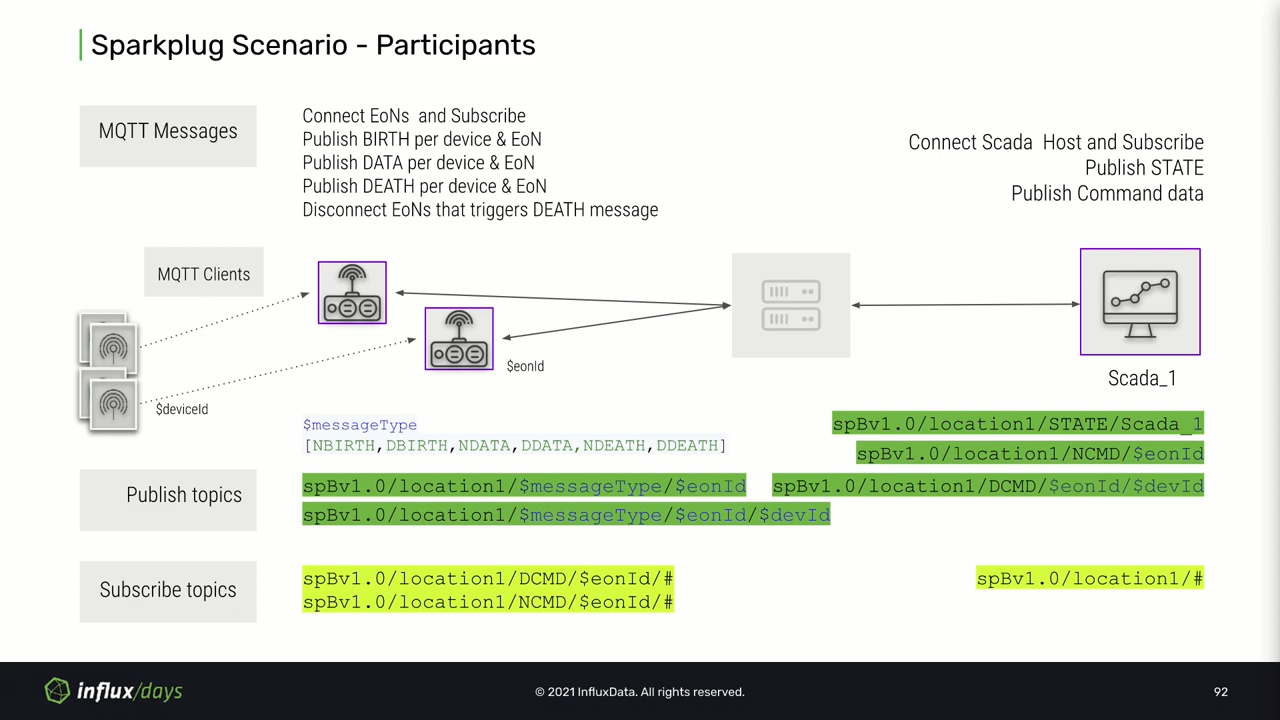 Sparkplug Scenario - Participants
MQTT Messages
Connect EoNs and Subscribe
Publish BIRTH per device & EoN
Publish DATA per device & EoN
Publish DEATH per device & EoN
Disconnect EoNs that triggers DEATH message
Connect Scada Host and Subscribe
Publish STATE
Publish Command data
MQTT Clients
$eonId
$deviceId
Scada_1
$messageType
[NBIRTH,DBIRTH,NDATA,DDATA,NDEATH,DDEATH]
spBv1.0/location1/STATE/Scada_1
spBv1.0/location1/NCMD/$eonId
spBv1.0/location1/DCMD/$eonId/$devId
Publish topics
spBv1.0/location1/$messageType/$eonId
spBv1.0/location1/$messageType/$eonId/$devId
Subscribe topics
spBv1.0/location1/DCMD/$eonId/#
spBv1.0/location1/NCMD/$eonId/#
spBv1.0/location1/#
influx/days
© 2021 InfluxData. All rights reserved.
92